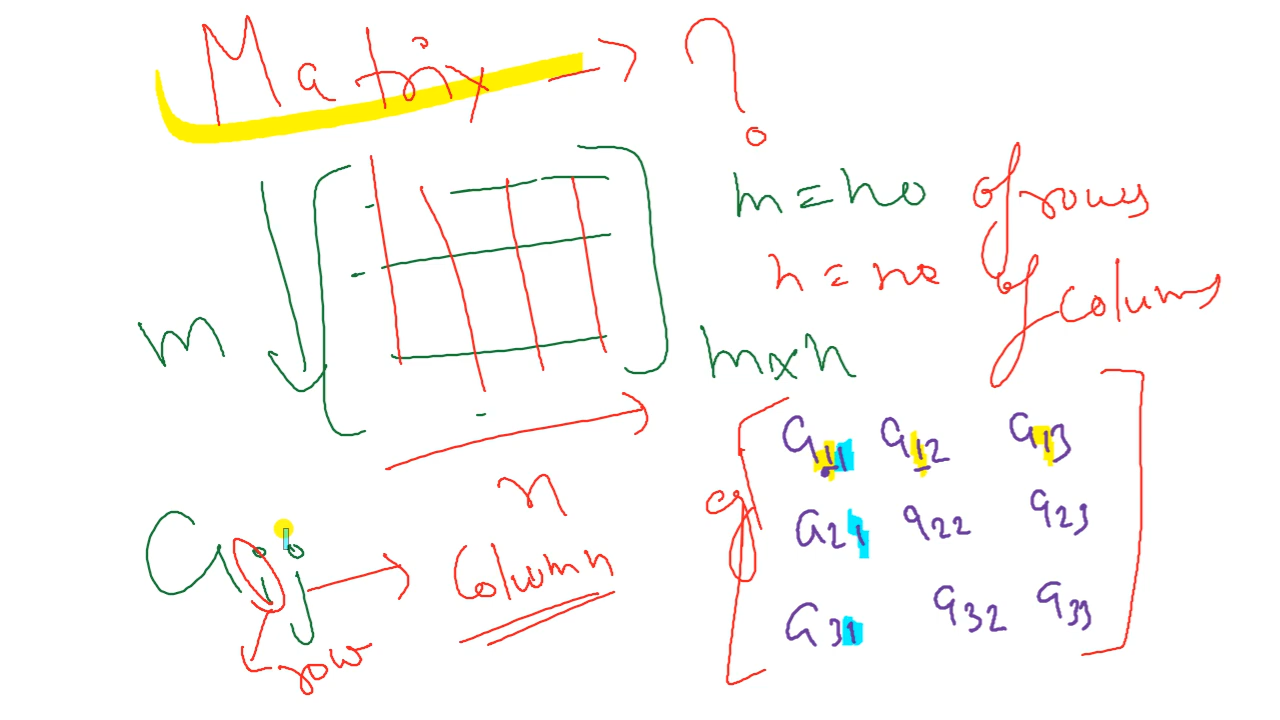 Matrix → ?
m = no of rows
n = no of colums
m
m×n
n
a11 a12 a13
eg
a21 a22 a23
a31 a32 a33
aij → Column
row